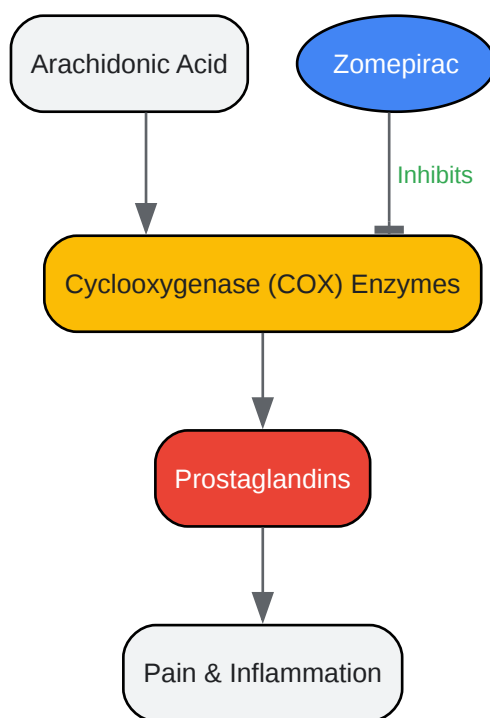 Arachidonic Acid
Zomepirac
Inhibits
Cyclooxygenase (COX) Enzymes
Prostaglandins
Pain & Inflammation